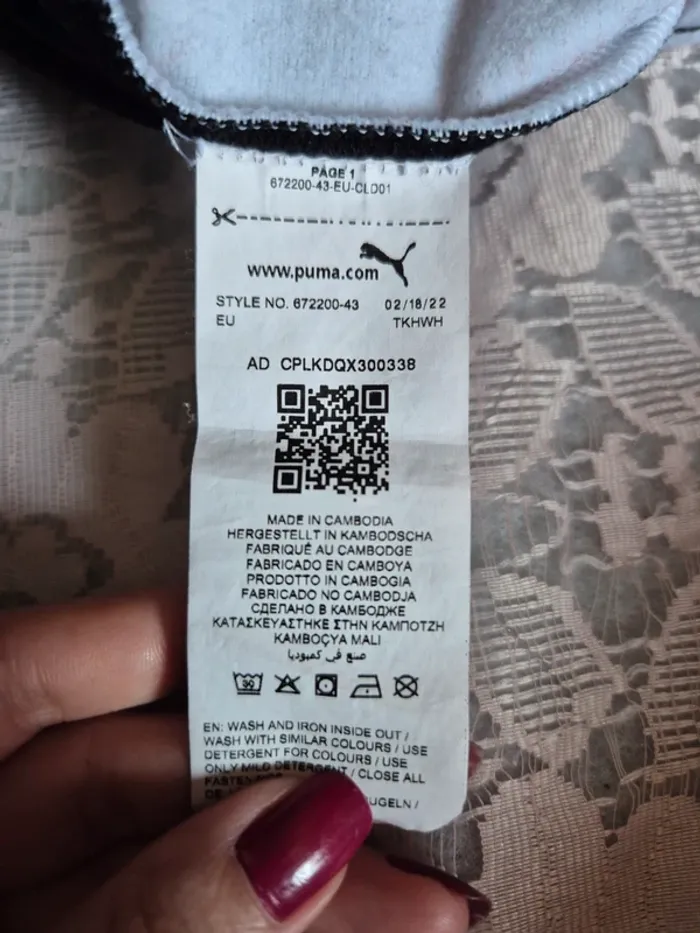 PAGE 1
672200-43-EU-CLD01
www.puma.com
STYLE NO. 672200-43 02/18/22
EU TKHWH
AD CPLKDQX300338
MADE IN CAMBODIA
HERGESTELLT IN KAMBODSCHA
FABRIQUÉ AU CAMBODGE
FABRICADO EN CAMBOYA
PRODOTTO IN CAMBOGIA
FABRICADO NO CAMBODJA
СДЕЛАНО В КАМБОДЖЕ
ΚΑΤΑΣΚΕΥΑΣΤΗΚΕ ΣΤΗΝ ΚΑΜΠΟΤΖΗ
KAMBOÇYA MALI
صنع في كمبوديا
30
EN: WASH AND IRON INSIDE OUT /
WASH WITH SIMILAR COLOURS / USE
DETERGENT FOR COLOURS / USE
ONLY MILD DETERGENT / CLOSE ALL